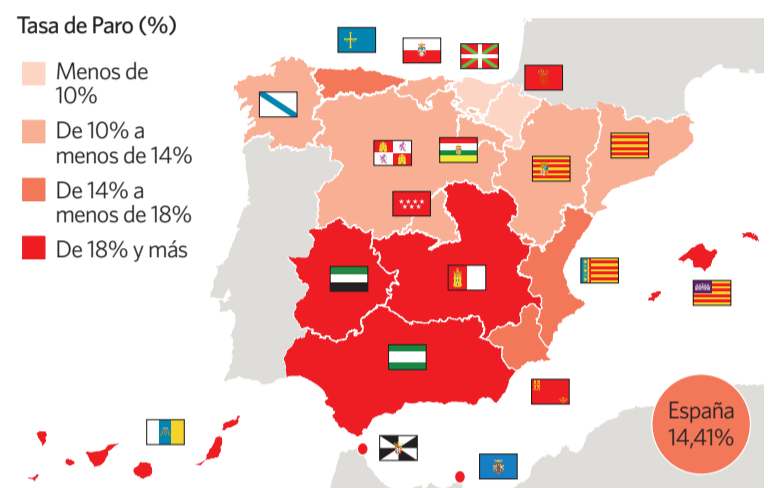 Tasa de Paro (%)
Menos de
10%
De 10% a
menos de 14%
De 14% a
menos de 18%
De 18% y más
España
14,41%